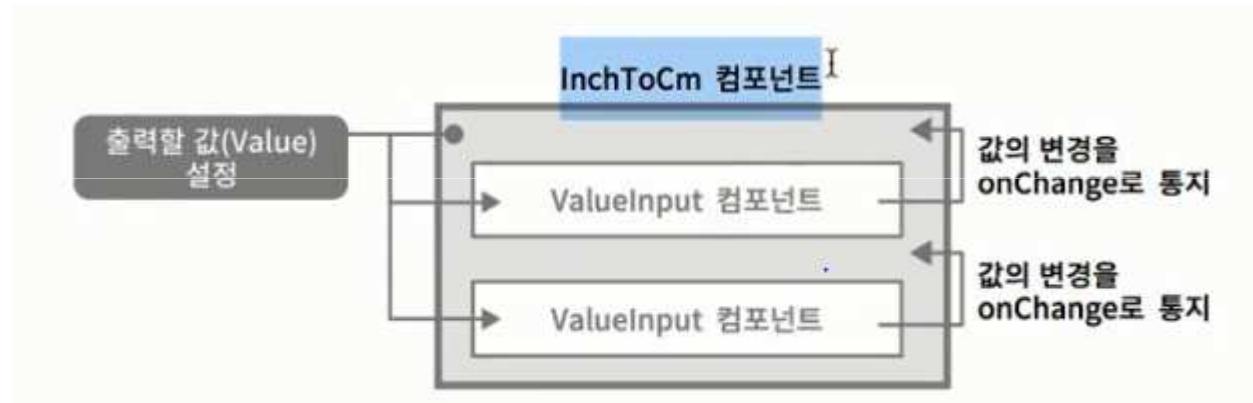 InchToCm 컴포넌트
출력할 값(Value)
설정
값의 변경을
onChange로 통지
ValueInput 컴포넌트
값의 변경을
onChange로 통지
ValueInput 컴포넌트